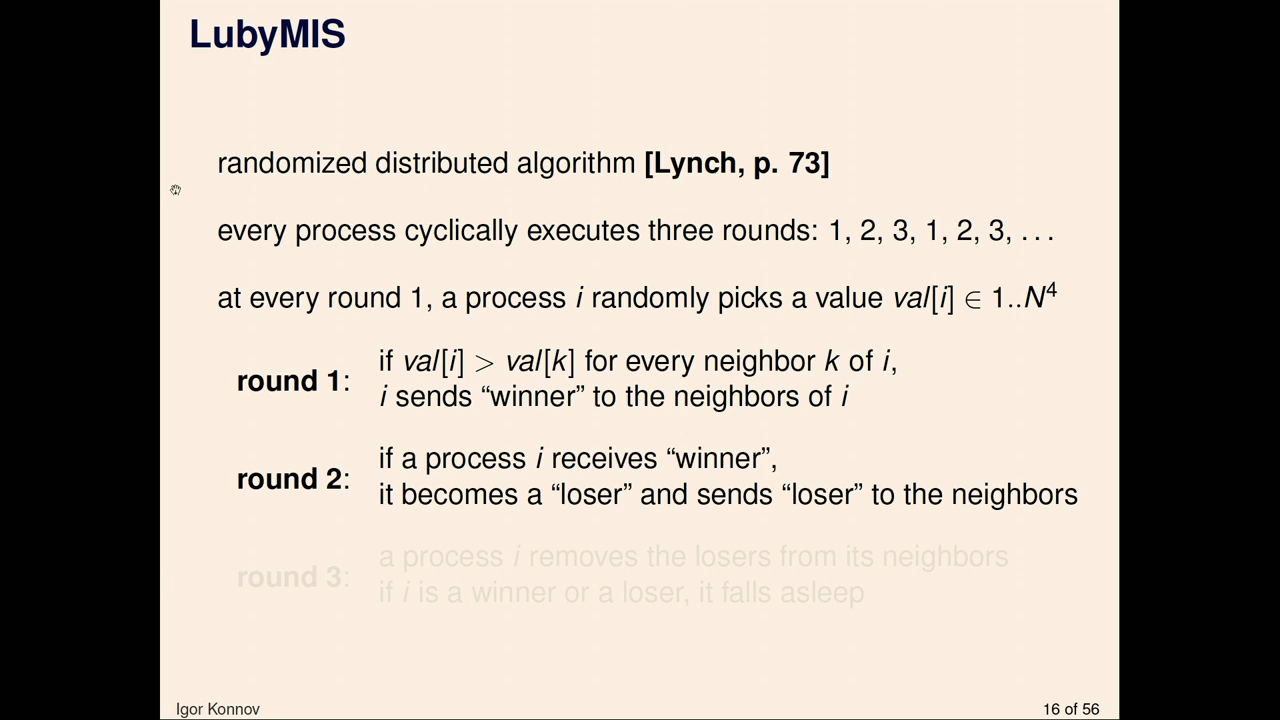 LubyMIS
randomized distributed algorithm [Lynch, p. 73]
every process cyclically executes three rounds: 1, 2, 3, 1, 2, 3, . . .
at every round 1, a process i randomly picks a value val[i] ∈ 1..N⁴
round 1: if val[i] > val[k] for every neighbor k of i,
i sends “winner” to the neighbors of i
round 2: if a process i receives “winner”,
it becomes a “loser” and sends “loser” to the neighbors
round 3: a process i removes the losers from its neighbors
if i is a winner or a loser, it falls asleep
Igor Konnov 16 of 56